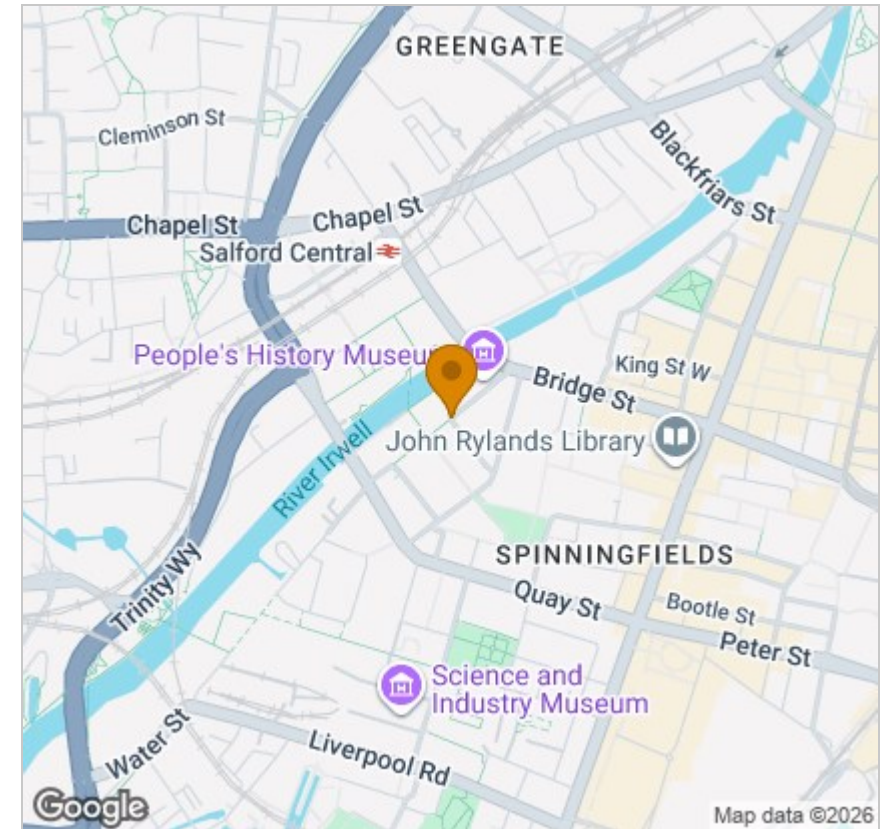 GREENGATE
Cleminson St
Blackfriars St
Chapel St
Chapel St
Salford Central
People's History Museu
King St W
Bridge St
John Rylands Library
River Irwell
SPINNINGFIELDS
Trinity Wy
Quay St
Bootle St
Peter St
Science and
Industry Museum
Water St
Liverpool Rd
Google
Map data ©2026